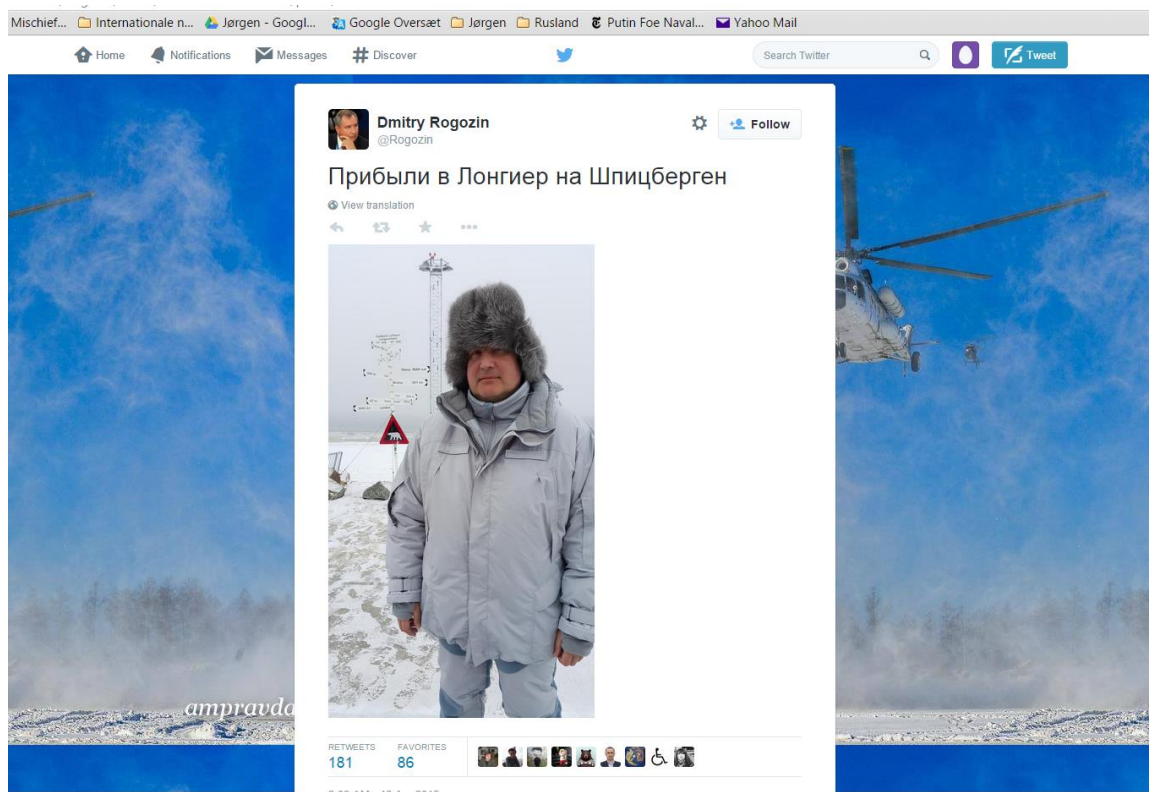 Mischief... Internationale n... Jørgen - Googl... Google Oversæt Jørgen Rusland Putin Foe Naval... Yahoo Mail
Home Notifications Messages # Discover Search Twitter Tweet
Dmitry Rogozin
@Rogozin
Follow
Прибыли в Лонгиер на Шпицберген
View translation
ampravda
RETWEETS FAVORITES
181 86